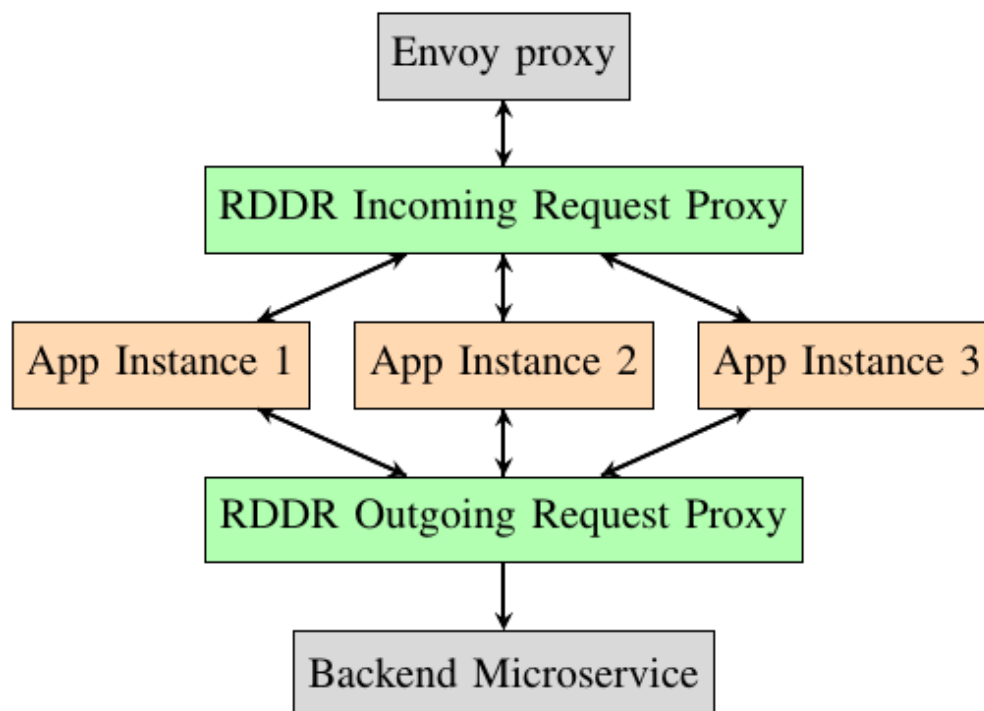 Envoy proxy
RDDR Incoming Request Proxy
App Instance 1
App Instance 2
App Instance 3
RDDR Outgoing Request Proxy
Backend Microservice